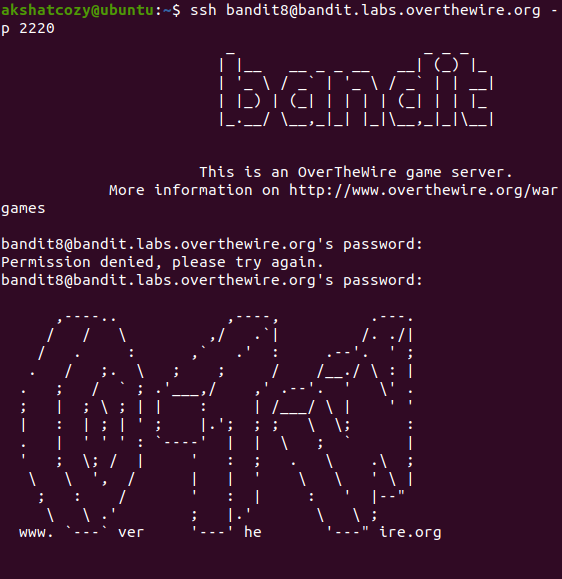 akshatcozy@ubuntu:~$ ssh bandit8@bandit.labs.overthewire.org -
p 2220
bandit
This is an OverTheWire game server.
More information on http://www.overthewire.org/war
games
bandit8@bandit.labs.overthewire.org's password:
Permission denied, please try again.
bandit8@bandit.labs.overthewire.org's password:
www. ver he ire.org